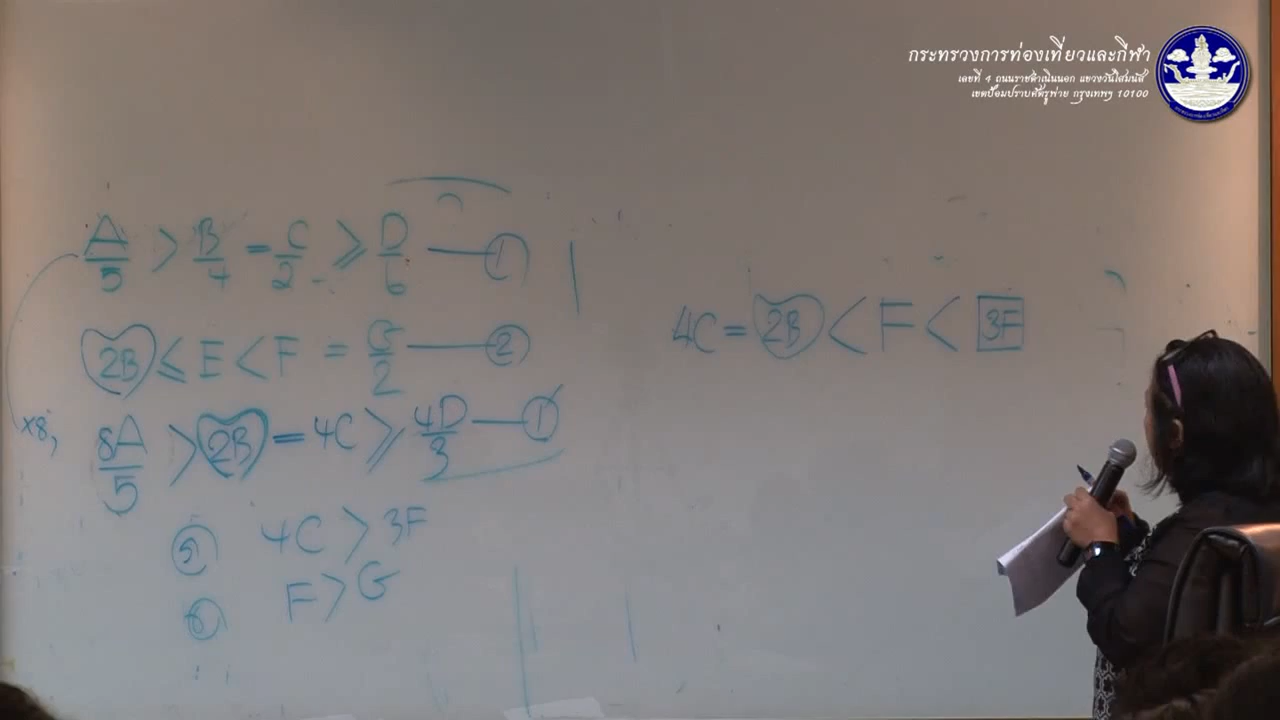 กระทรวงการท่องเที่ยวและกีฬา
เลขที่ 4 ถนนราชดำเนินนอก แขวงวัดโสมนัส
เขตป้อมปราบศัตรูพ่าย กรุงเทพฯ 10100
A/5 > B/4 = C/2 ⩾ D/6 — ①
2B ≤ E < F = G/2 — ②
×8, 8A/5 > 2B = 4C ⩾ 4D/3 — ①
ⓢ 4C > 3F
F > G
4C = 2B < F < 3F